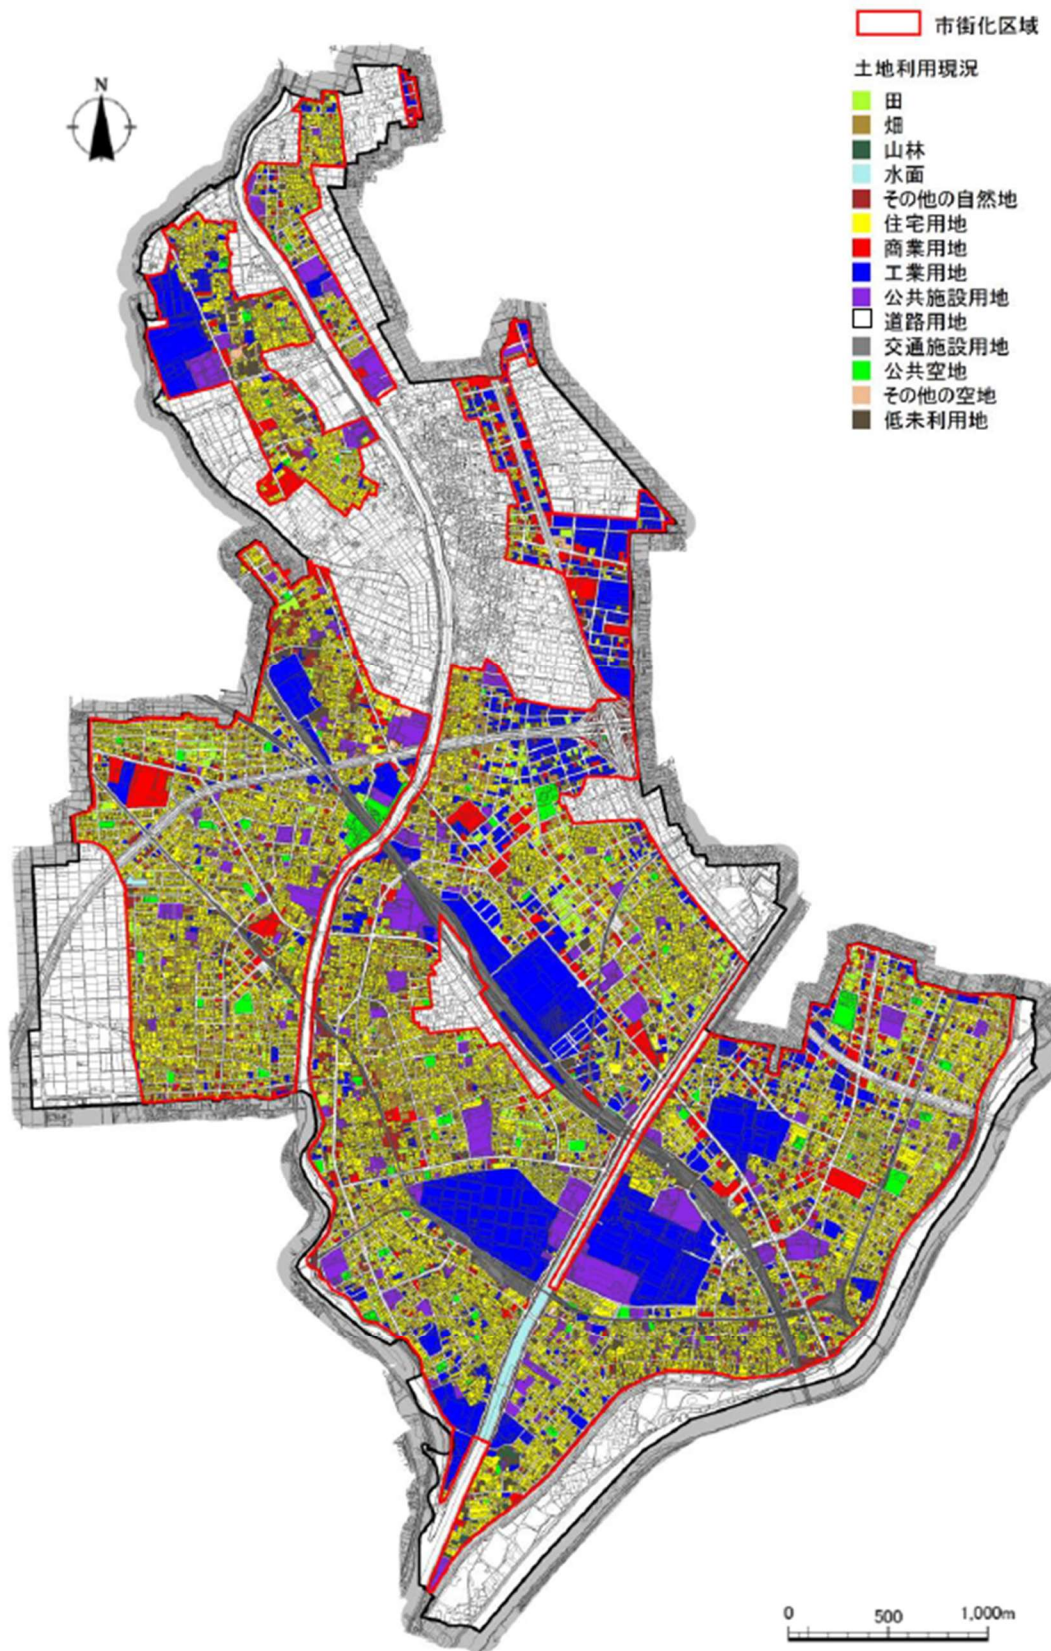 市街化区域
土地利用現況
N
田
畑
山林
水面
その他の自然地
住宅用地
商業用地
工業用地
公共施設用地
道路用地
交通施設用地
公共空地
その他の空地
低未利用地
0 500 1,000m